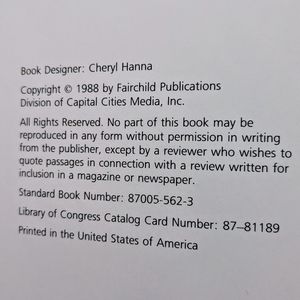 Book Designer: Cheryl Hanna
Copyright © 1988 by Fairchild Publications
Division of Capital Cities Media, Inc.
All Rights Reserved. No part of this book may be
reproduced in any form without permission in writing
from the publisher, except by a reviewer who wishes to
quote passages in connection with a review written for
inclusion in a magazine or newspaper.
Standard Book Number: 87005-562-3
Library of Congress Catalog Card Number: 87–81189
Printed in the United States of America